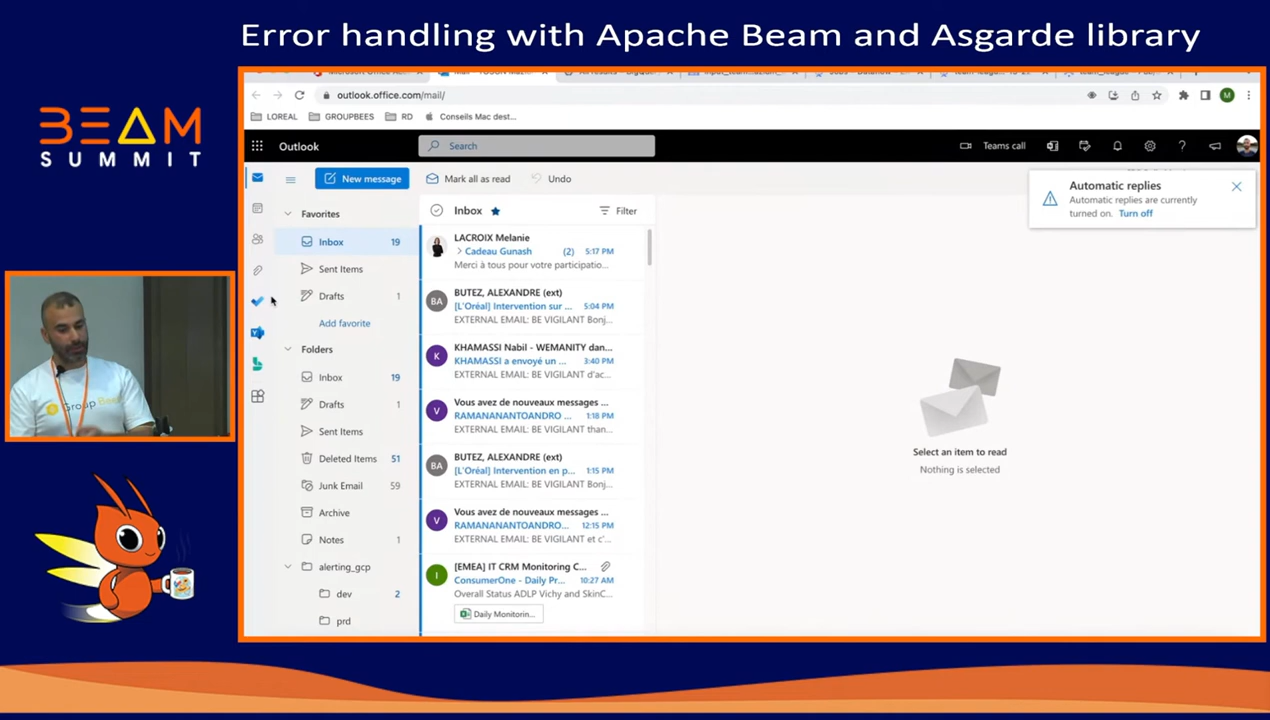 Error handling with Apache Beam and Asgarde library
BEAM
SUMMIT
outlook.office.com/mail/
M
LOREAL
GROUPBEES
RD
Conseils Mac dest...
Outlook
Search
Teams call
New message
Mark all as read
Undo
Automatic replies
Automatic replies are currently
turned on. Turn off
Favorites
Inbox 19
Sent Items
Drafts 1
Add favorite
Folders
Inbox 19
Drafts 1
Sent Items
Deleted Items 51
Junk Email 59
Archive
Notes 1
alerting_gcp
dev 2
prd
Inbox
Filter
LACROIX Melanie
Cadeau Gunash (2) 5:17 PM
Merci à tous pour votre participatio...
BA
BUTEZ, ALEXANDRE (ext)
[L'Oréal] Intervention sur ... 5:04 PM
EXTERNAL EMAIL: BE VIGILANT Bonj...
K
KHAMASSI Nabil - WEMANITY dan...
KHAMASSI a envoyé un ... 3:40 PM
EXTERNAL EMAIL: BE VIGILANT d'ac...
V
Vous avez de nouveaux messages ...
RAMANANANTOANDRO ... 1:18 PM
EXTERNAL EMAIL: BE VIGILANT than...
BA
BUTEZ, ALEXANDRE (ext)
[L'Oréal] Intervention en p... 1:15 PM
EXTERNAL EMAIL: BE VIGILANT Bonj...
V
Vous avez de nouveaux messages ...
RAMANANANTOANDRO... 12:15 PM
EXTERNAL EMAIL: BE VIGILANT et c'...
I
[EMEA] IT CRM Monitoring C...
ConsumerOne - Daily Pr... 10:27 AM
Overall Status ADLP Vichy and SkinC...
Daily Monitorin...
Select an item to read
Nothing is selected